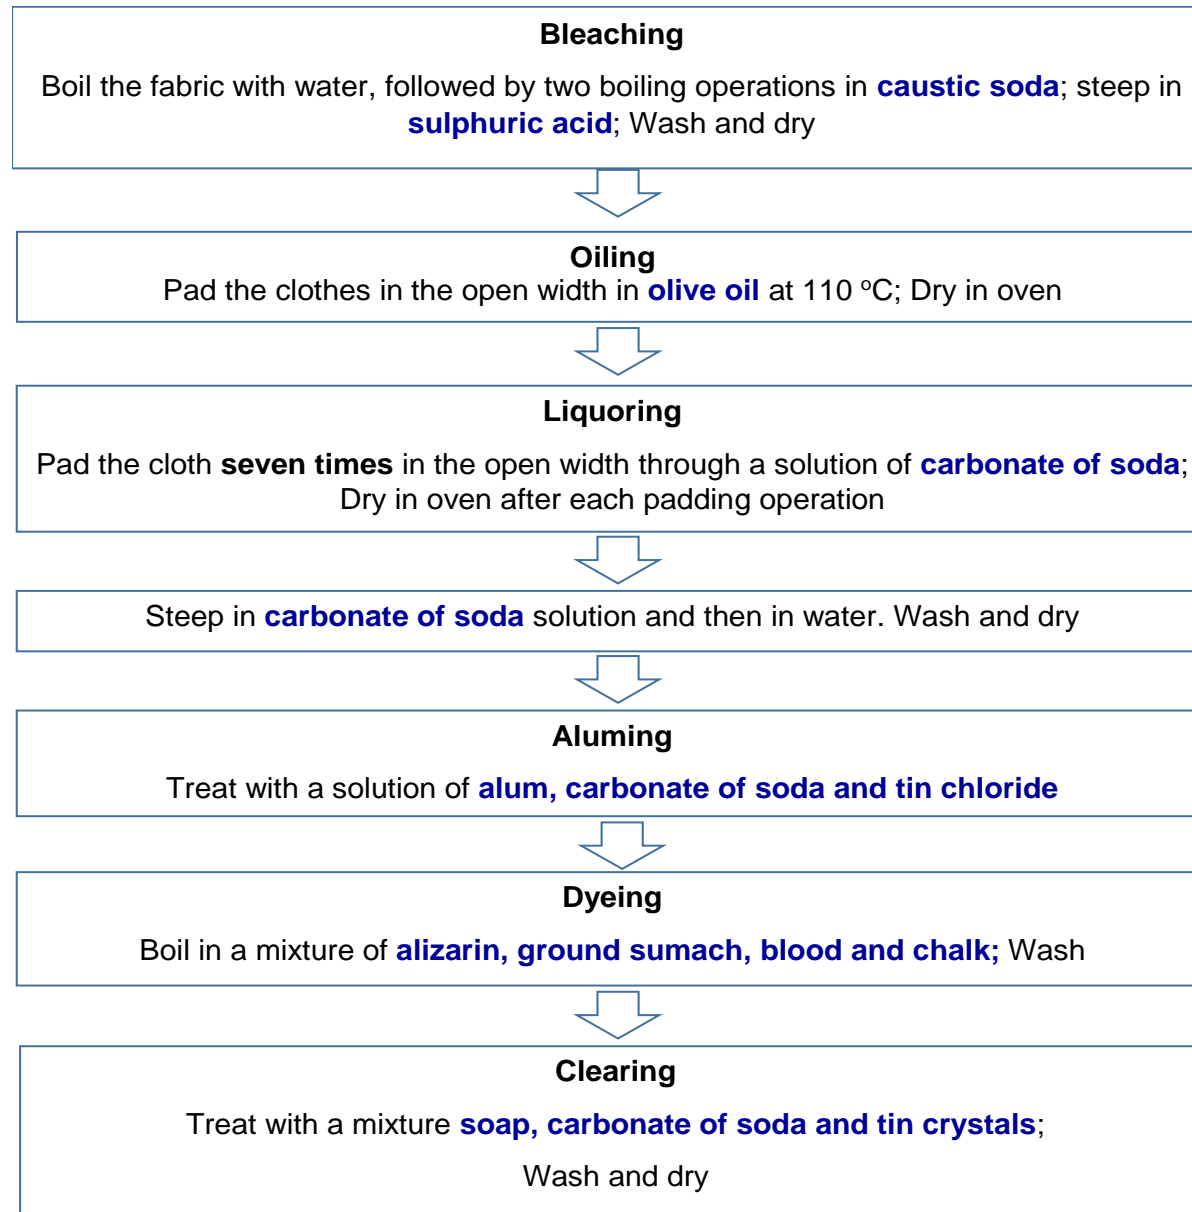 Bleaching
Boil the fabric with water, followed by two boiling operations in caustic soda; steep in
sulphuric acid; Wash and dry
Oiling
Pad the clothes in the open width in olive oil at 110 ºC; Dry in oven
Liquoring
Pad the cloth seven times in the open width through a solution of carbonate of soda;
Dry in oven after each padding operation
Steep in carbonate of soda solution and then in water. Wash and dry
Aluming
Treat with a solution of alum, carbonate of soda and tin chloride
Dyeing
Boil in a mixture of alizarin, ground sumach, blood and chalk; Wash
Clearing
Treat with a mixture soap, carbonate of soda and tin crystals;
Wash and dry